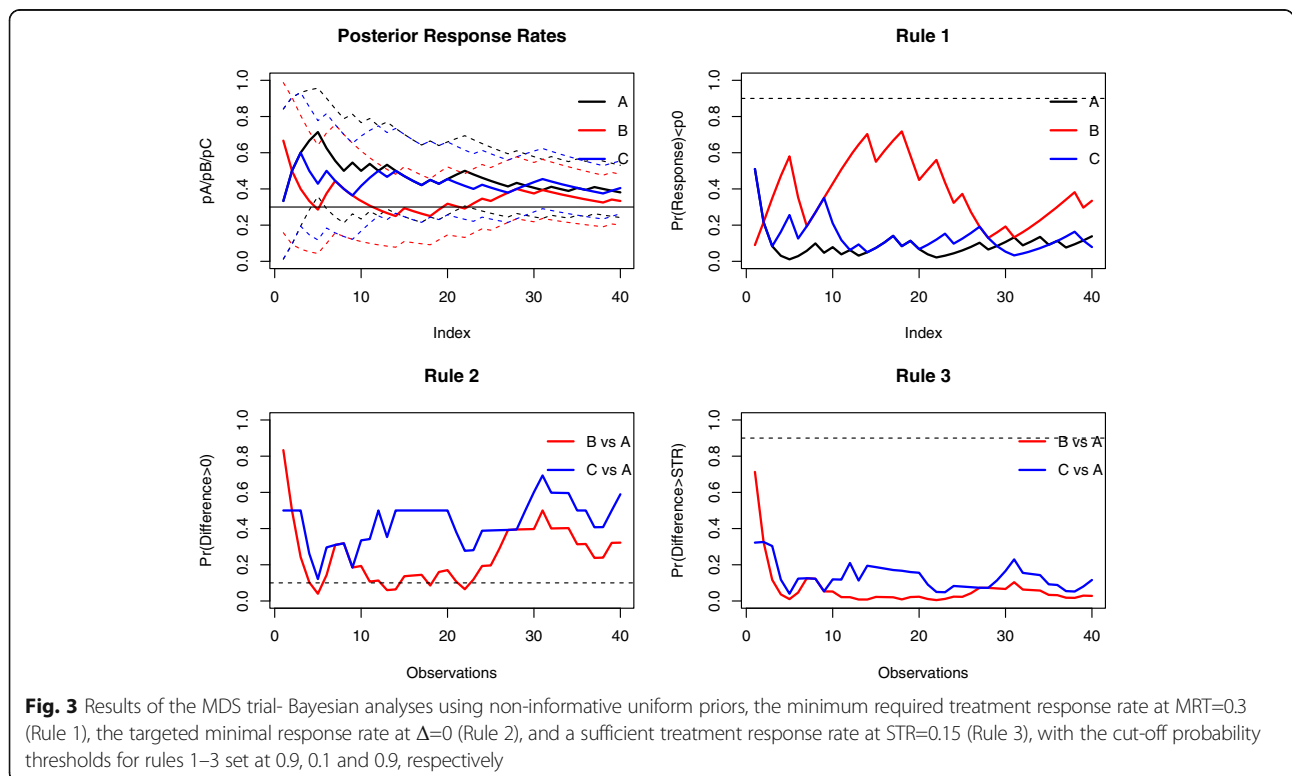 Posterior Response Rates
pA/pB/pC
1.0
0.8
0.6
0.4
0.2
0.0
A
B
C
0 10 20 30 40
Index
Rule 1
Pr(Response)<p0
1.0
0.8
0.6
0.4
0.2
0.0
A
B
C
0 10 20 30 40
Index
Rule 2
Pr(Difference>0)
1.0
0.8
0.6
0.4
0.2
0.0
B vs A
C vs A
0 10 20 30 40
Observations
Rule 3
Pr(Difference>STR)
1.0
0.8
0.6
0.4
0.2
0.0
B vs A
C vs A
0 10 20 30 40
Observations
Fig. 3 Results of the MDS trial- Bayesian analyses using non-informative uniform priors, the minimum required treatment response rate at MRT=0.3
(Rule 1), the targeted minimal response rate at Δ=0 (Rule 2), and a sufficient treatment response rate at STR=0.15 (Rule 3), with the cut-off probability
thresholds for rules 1–3 set at 0.9, 0.1 and 0.9, respectively